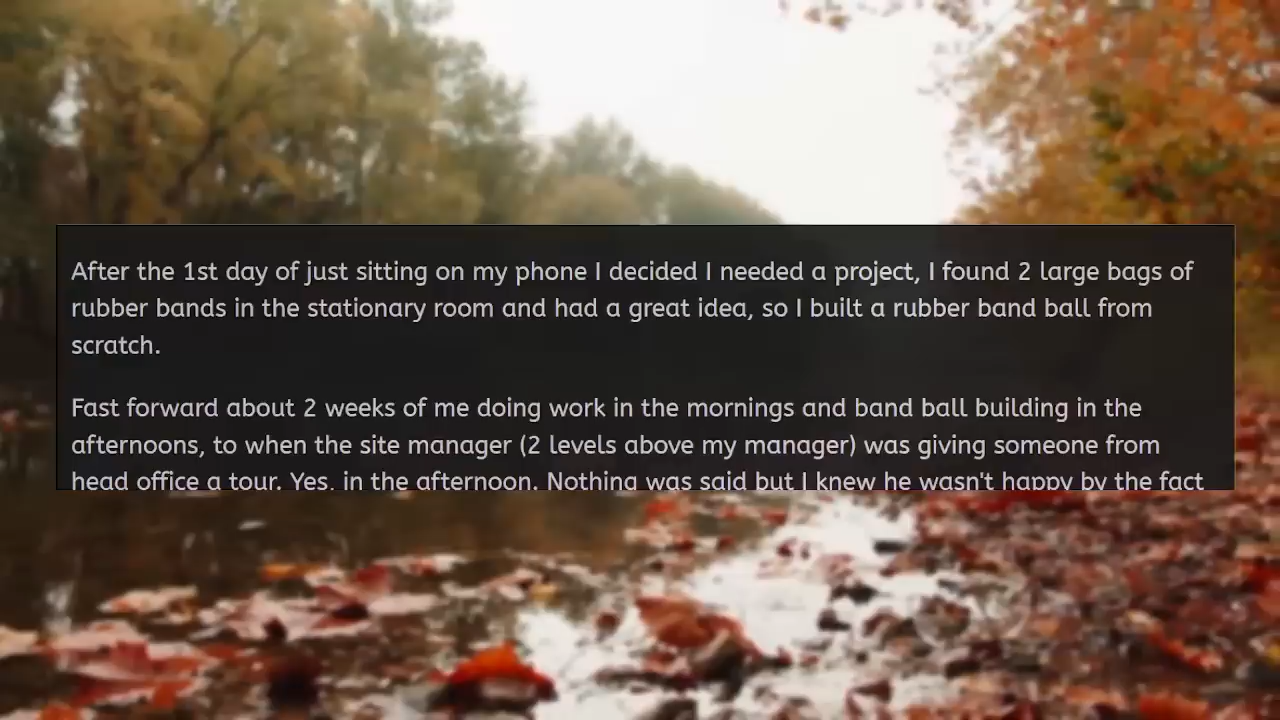 After the 1st day of just sitting on my phone I decided I needed a project, I found 2 large bags of
rubber bands in the stationary room and had a great idea, so I built a rubber band ball from
scratch.
Fast forward about 2 weeks of me doing work in the mornings and band ball building in the
afternoons, to when the site manager (2 levels above my manager) was giving someone from
head office a tour. Yes, in the afternoon. Nothing was said but I knew he wasn't happy by the fact